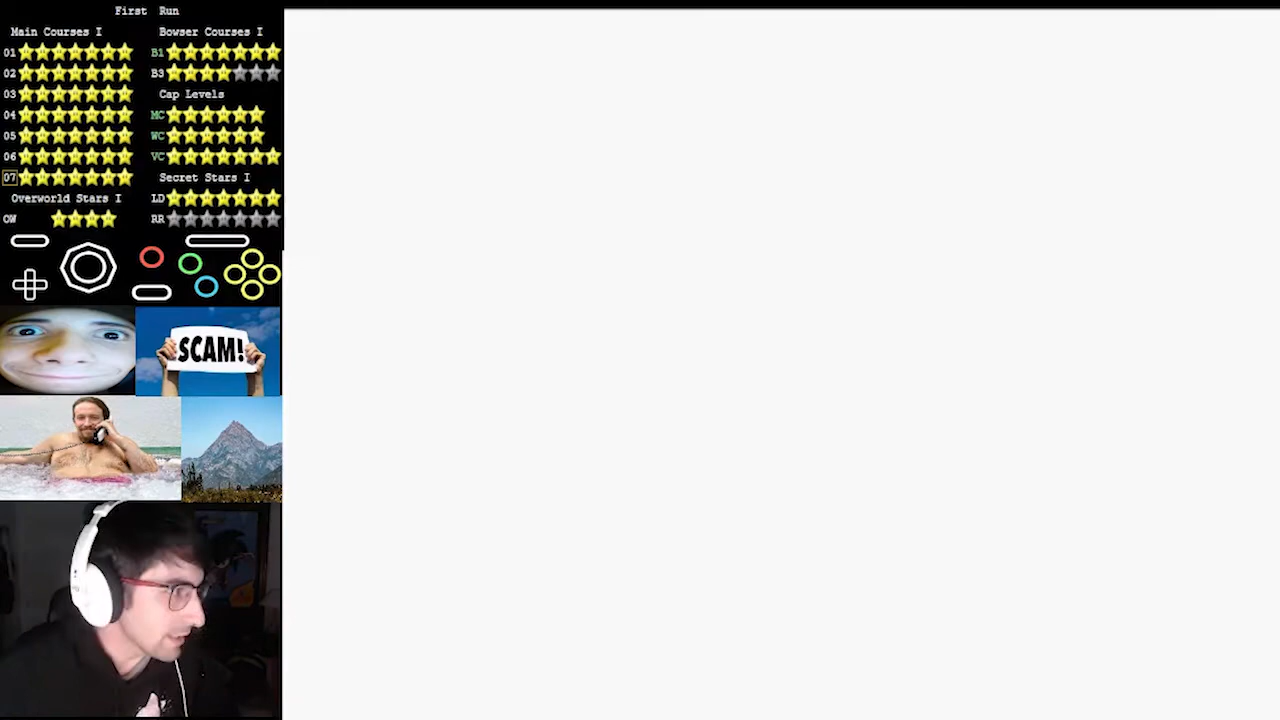 First Run
Main Courses I
01
02
03
04
05
06
07
Overworld Stars I
OW
Bowser Courses I
B1
B3
Cap Levels
MC
WC
VC
Secret Stars I
LD
RR
SCAM!